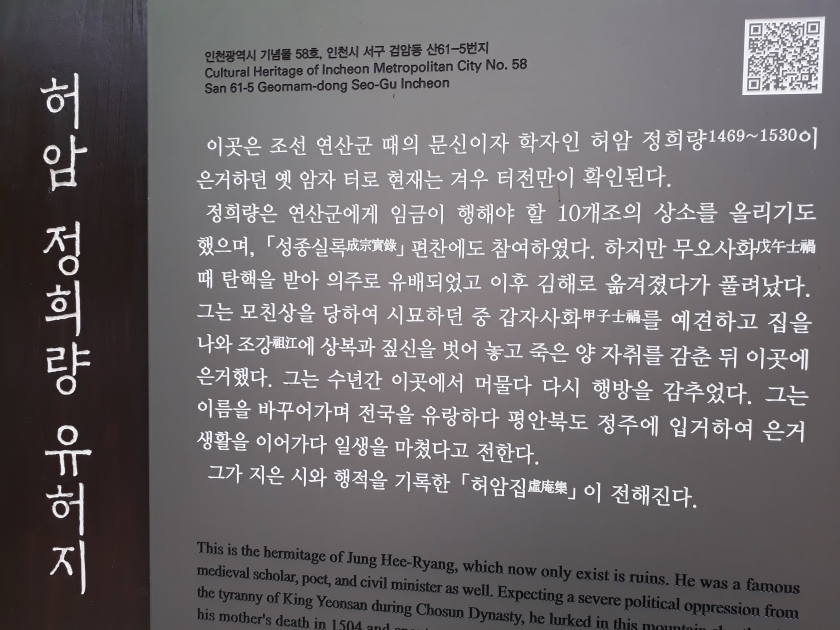 허암 정희량 유허지
인천광역시 기념물 58호, 인천시 서구 검암동 산61-5번지
Cultural Heritage of Incheon Metropolitan City No. 58
San 61-5 Geomam-dong Seo-Gu Incheon
이곳은 조선 연산군 때의 문신이자 학자인 허암 정희량1469~1530이
은거하던 옛 암자 터로 현재는 겨우 터전만이 확인된다.
정희량은 연산군에게 임금이 행해야 할 10개조의 상소를 올리기도
했으며, 「성종실록成宗實錄」 편찬에도 참여하였다. 하지만 무오사화戊午士禍
때 탄핵을 받아 의주로 유배되었고 이후 김해로 옮겨졌다가 풀려났다.
그는 모친상을 당하여 시묘하던 중 갑자사화甲子士禍를 예견하고 집을
나와 조강祖江에 상복과 짚신을 벗어 놓고 죽은 양 자취를 감춘 뒤 이곳에
은거했다. 그는 수년간 이곳에서 머물다 다시 행방을 감추었다. 그는
이름을 바꾸어가며 전국을 유랑하다 평안북도 정주에 입거하여 은거
생활을 이어가다 일생을 마쳤다고 전한다.
그가 지은 시와 행적을 기록한 「허암집虛庵集」이 전해진다.
This is the hermitage of Jung Hee-Ryang, which now only exist is ruins. He was a famous
medieval scholar, poet, and civil minister as well. Expecting a severe political oppression from
the tyranny of King Yeonsan during Chosun Dynasty, he lurked in this mountain
his mother's death in 1504 and